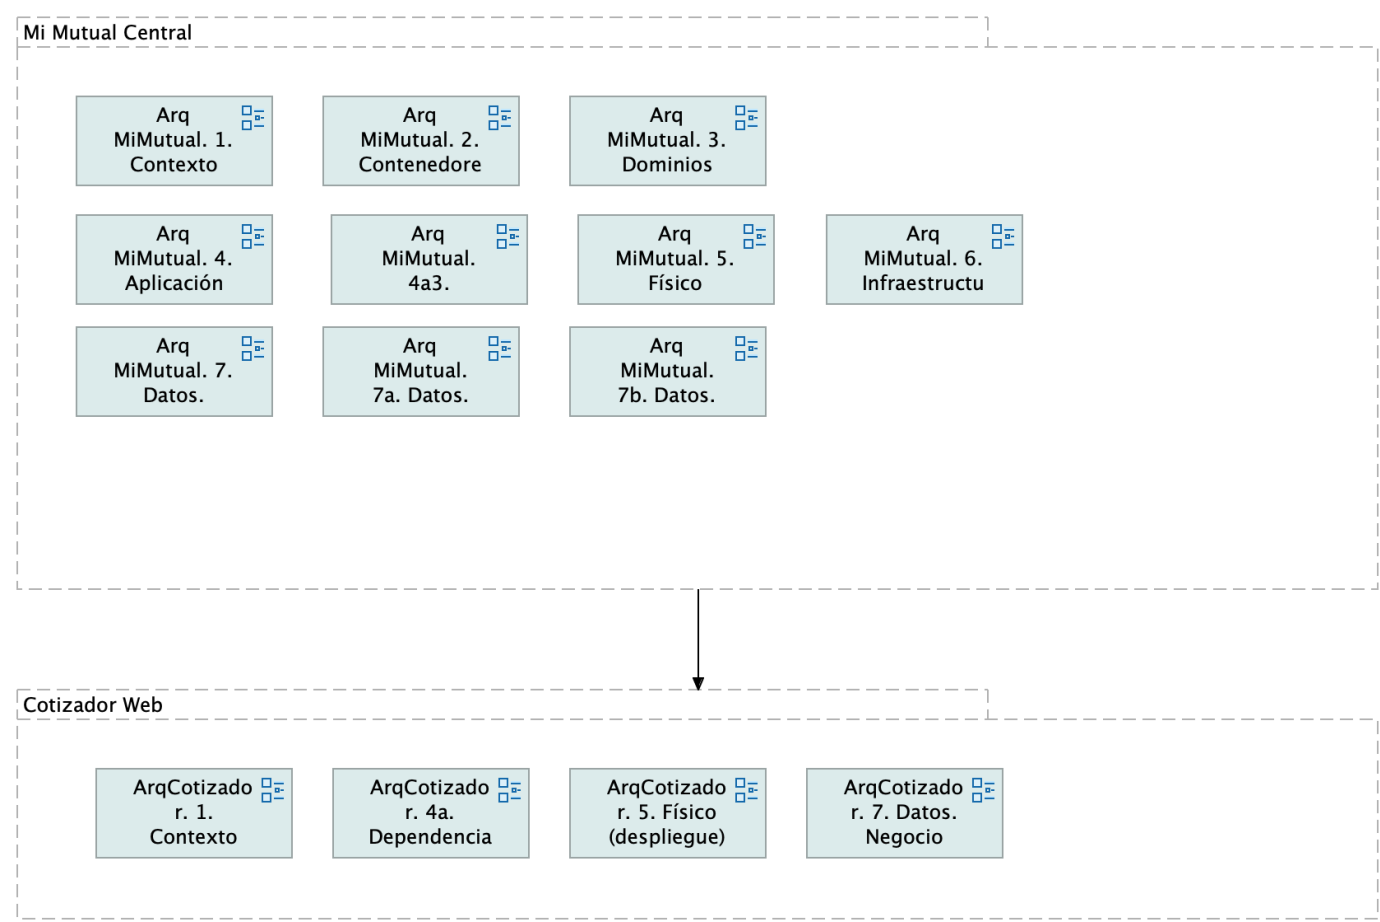 Mi Mutual Central
Arq
MiMutual. 1.
Contexto
Arq
MiMutual. 2.
Contenedore
Arq
MiMutual. 3.
Dominios
Arq
MiMutual. 4.
Aplicación
Arq
MiMutual.
4a3.
Arq
MiMutual. 5.
Físico
Arq
MiMutual. 6.
Infraestructu
Arq
MiMutual. 7.
Datos.
Arq
MiMutual.
7a. Datos.
Arq
MiMutual.
7b. Datos.
Cotizador Web
ArqCotizado
r. 1.
Contexto
ArqCotizado
r. 4a.
Dependencia
ArqCotizado
r. 5. Físico
(despliegue)
ArqCotizado
r. 7. Datos.
Negocio